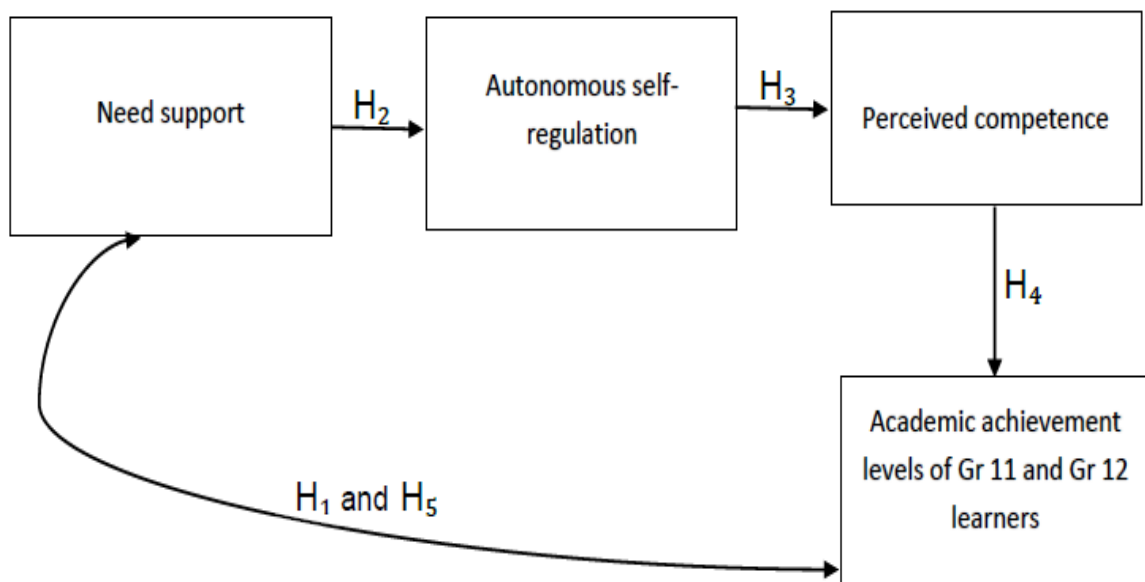 Need support
H₂
Autonomous self-
regulation
H₃
Perceived competence
H₄
Academic achievement
levels of Gr 11 and Gr 12
learners
H₁ and H₅